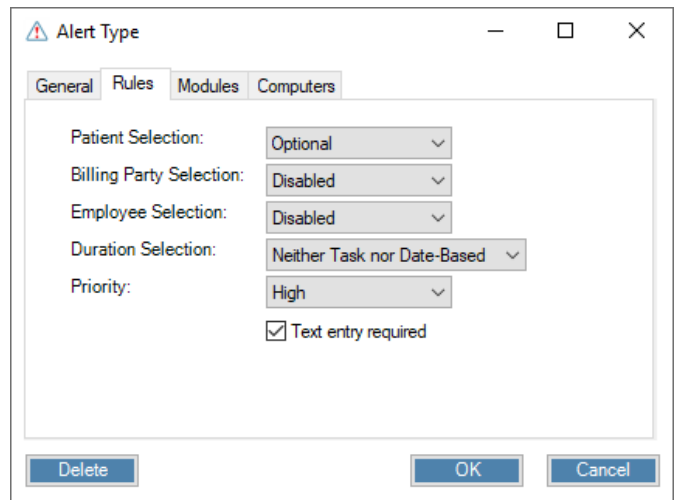 Alert Type
General Rules Modules Computers
Patient Selection: Optional
Billing Party Selection: Disabled
Employee Selection: Disabled
Duration Selection: Neither Task nor Date-Based
Priority: High
Text entry required
Delete OK Cancel